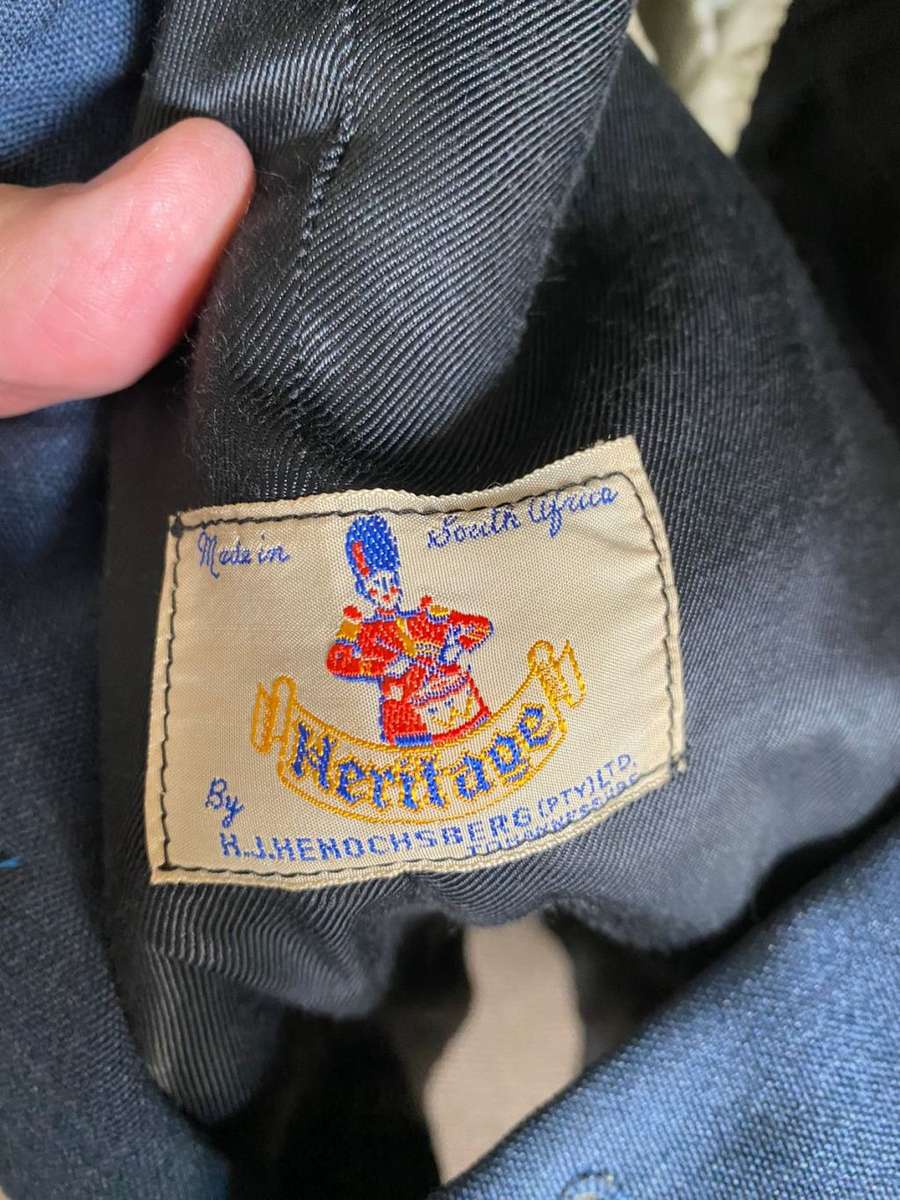 Made in South Africa
Heritage
By
H.J.HENOCHSBERG (PTY) LTD.